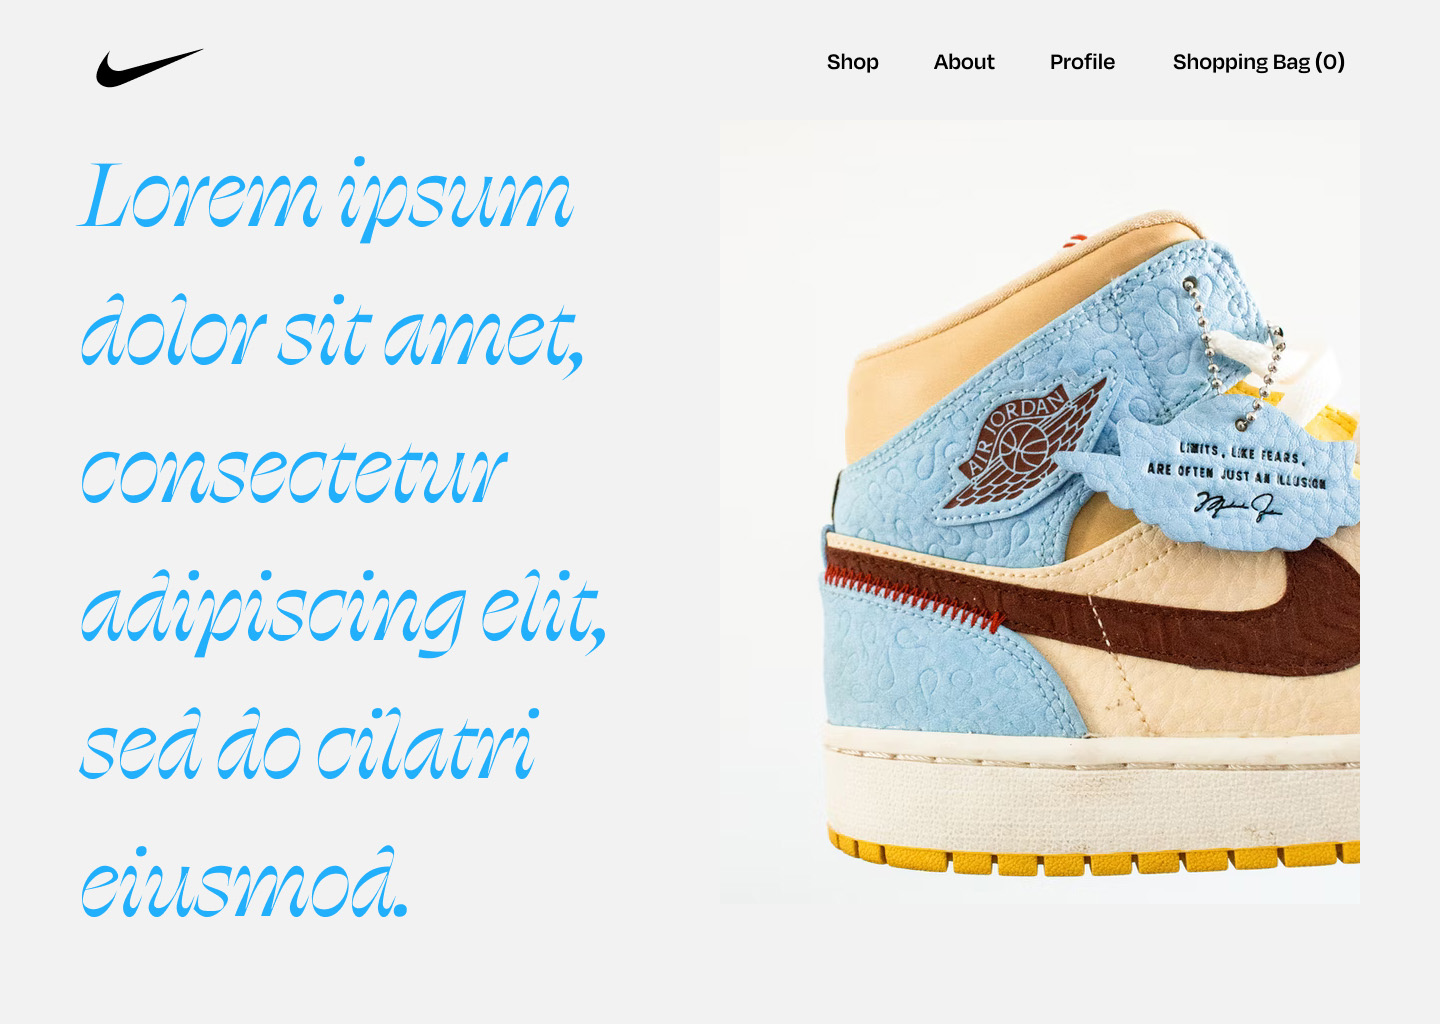 Shop About Profile Shopping Bag (0)
Lorem ipsum
dolor sit amet,
consectetur
adipiscing elit,
sed do cilatri
eiusmod.
AIR JORDAN
LIMITS, LIKE FEARS,
ARE OFTEN JUST AN ILLUSION